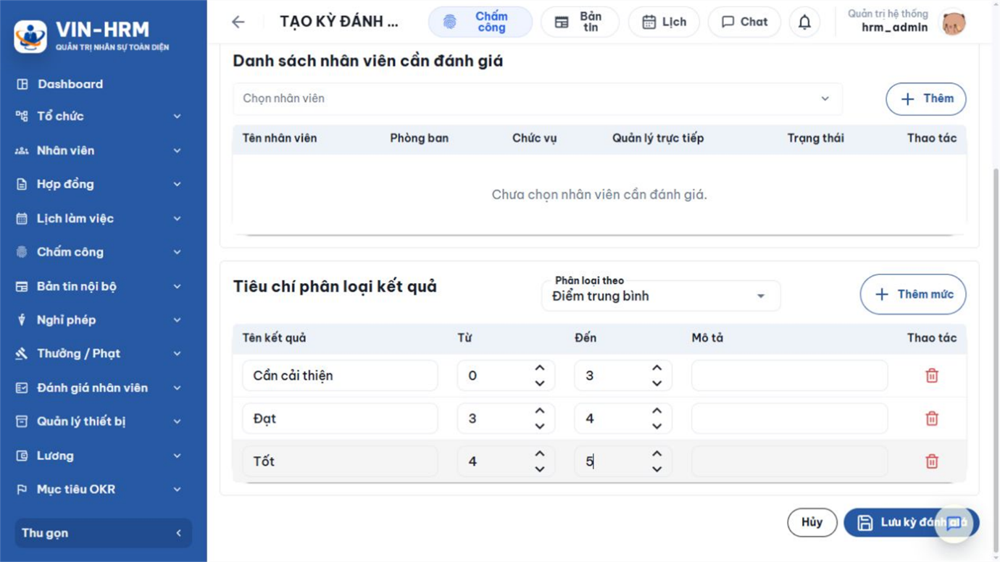 VIN-HRM
QUẢN TRỊ NHÂN SỰ TOÀN DIỆN
Dashboard
Tổ chức
Nhân viên
Hợp đồng
Lịch làm việc
Chấm công
Bản tin nội bộ
Nghỉ phép
Thưởng / Phạt
Đánh giá nhân viên
Quản lý thiết bị
Lương
Mục tiêu OKR
Thu gọn
TẠO KỲ ĐÁNH ...
Chấm
công
Bản
tin
Lịch
Chat
Quản trị hệ thống
hrm_admin
Danh sách nhân viên cần đánh giá
Chọn nhân viên
Thêm
Tên nhân viên Phòng ban Chức vụ Quản lý trực tiếp Trạng thái Thao tác
Chưa chọn nhân viên cần đánh giá.
Tiêu chí phân loại kết quả
Phân loại theo
Điểm trung bình
Thêm mức
Tên kết quả Từ Đến Mô tả Thao tác
Cần cải thiện 0 3
Đạt 3 4
Tốt 4 5
Hủy
Lưu kỳ đánh giá